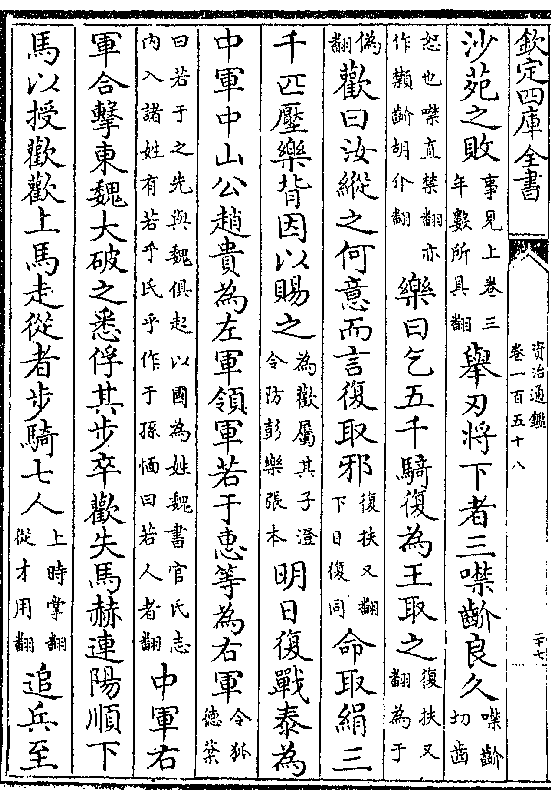 欽定四庫全書
資治通鑑
卷一百五十八
二十七
沙苑之敗事見上卷三年數所具翻舉刃將下者三噤齘良久噤齘切齒
怒也噤直禁翻亦作䫴齘胡介翻樂曰乞五千騎復為王取之復扶又翻為于
偽翻歡曰汝縱之何意而言復取邪復扶又翻下日復同命取絹三
千匹壓樂背因以賜之為歡屬其子澄令防彭樂張本明日復戰泰為
中軍中山公趙貴為左軍領軍若干惠等為右軍令狐德棻
曰若干之先與魏俱起以國為姓魏書官氏志內入諸姓有若干氏干作于孫愐曰若人者翻中軍右
軍合擊東魏大破之悉俘其步卒歡失馬赫連陽順下
馬以授歡歡上馬走從者步騎七人上時掌翻從才用翻追兵至